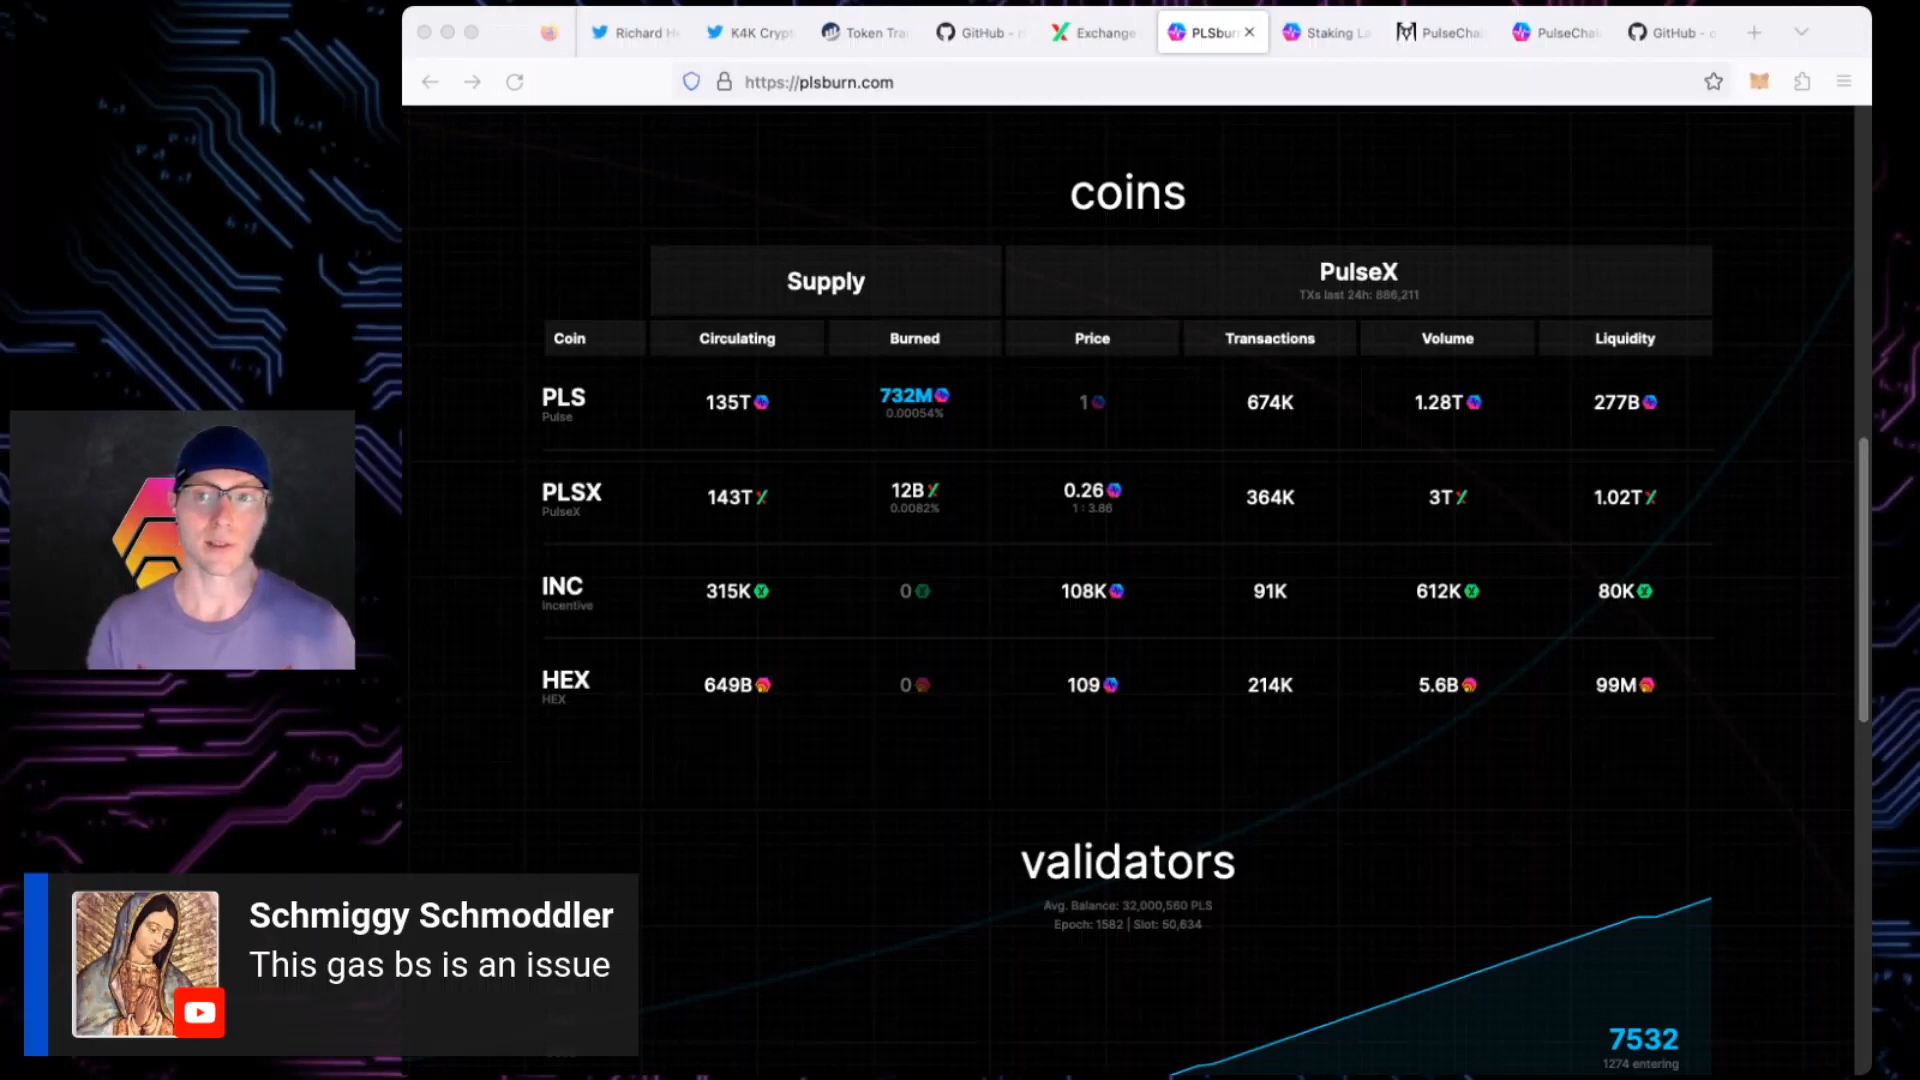 Richard H
K4K Cryp
Token Tra
GitHub -
Exchange
PLSbur
Staking L
PulseCha
PulseCha
GitHub -
https://plsburn.com
coins
Supply
PulseX
TXs last 24h: 886,211
Coin
Circulating
Burned
Price
Transactions
Volume
Liquidity
PLS
Pulse
135T
732M
0.00054%
1
674K
1.28T
277B
PLSX
PulseX
143T
12B
0.0082%
0.26
1 : 3.86
364K
3T
1.02T
INC
Incentive
315K
0
108K
91K
612K
80K
HEX
HEX
649B
0
109
214K
5.6B
99M
validators
Avg. Balance: 32,000,560 PLS
Epoch: 1582 | Slot: 50,634
7532
1274 entering
Schmiggy Schmoddler
This gas bs is an issue